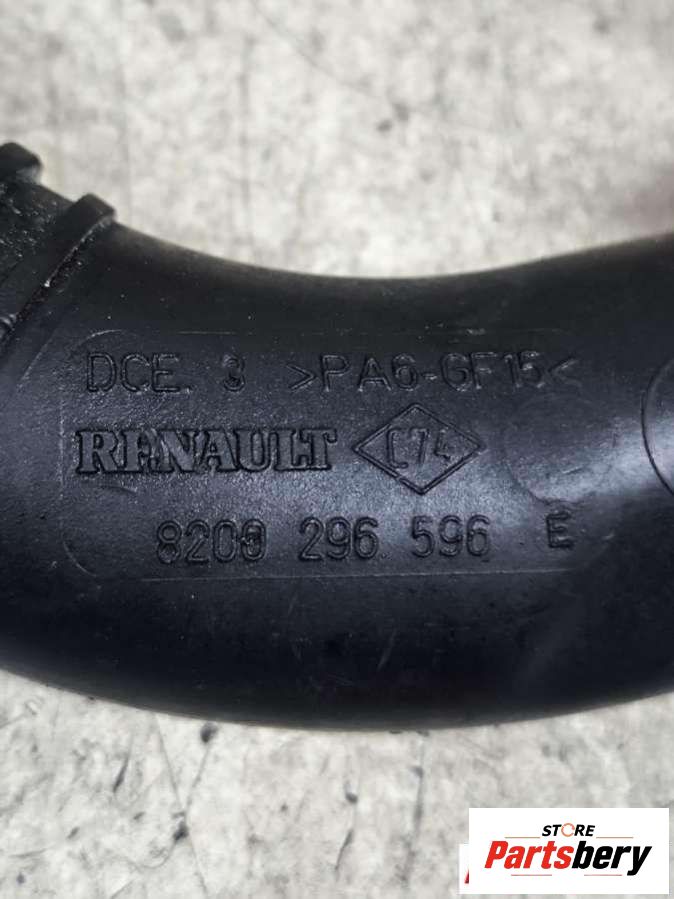 DCE. 3 >PA6-GF15<
RENAULT C74
8200 296 596 E
STORE
Partsbery